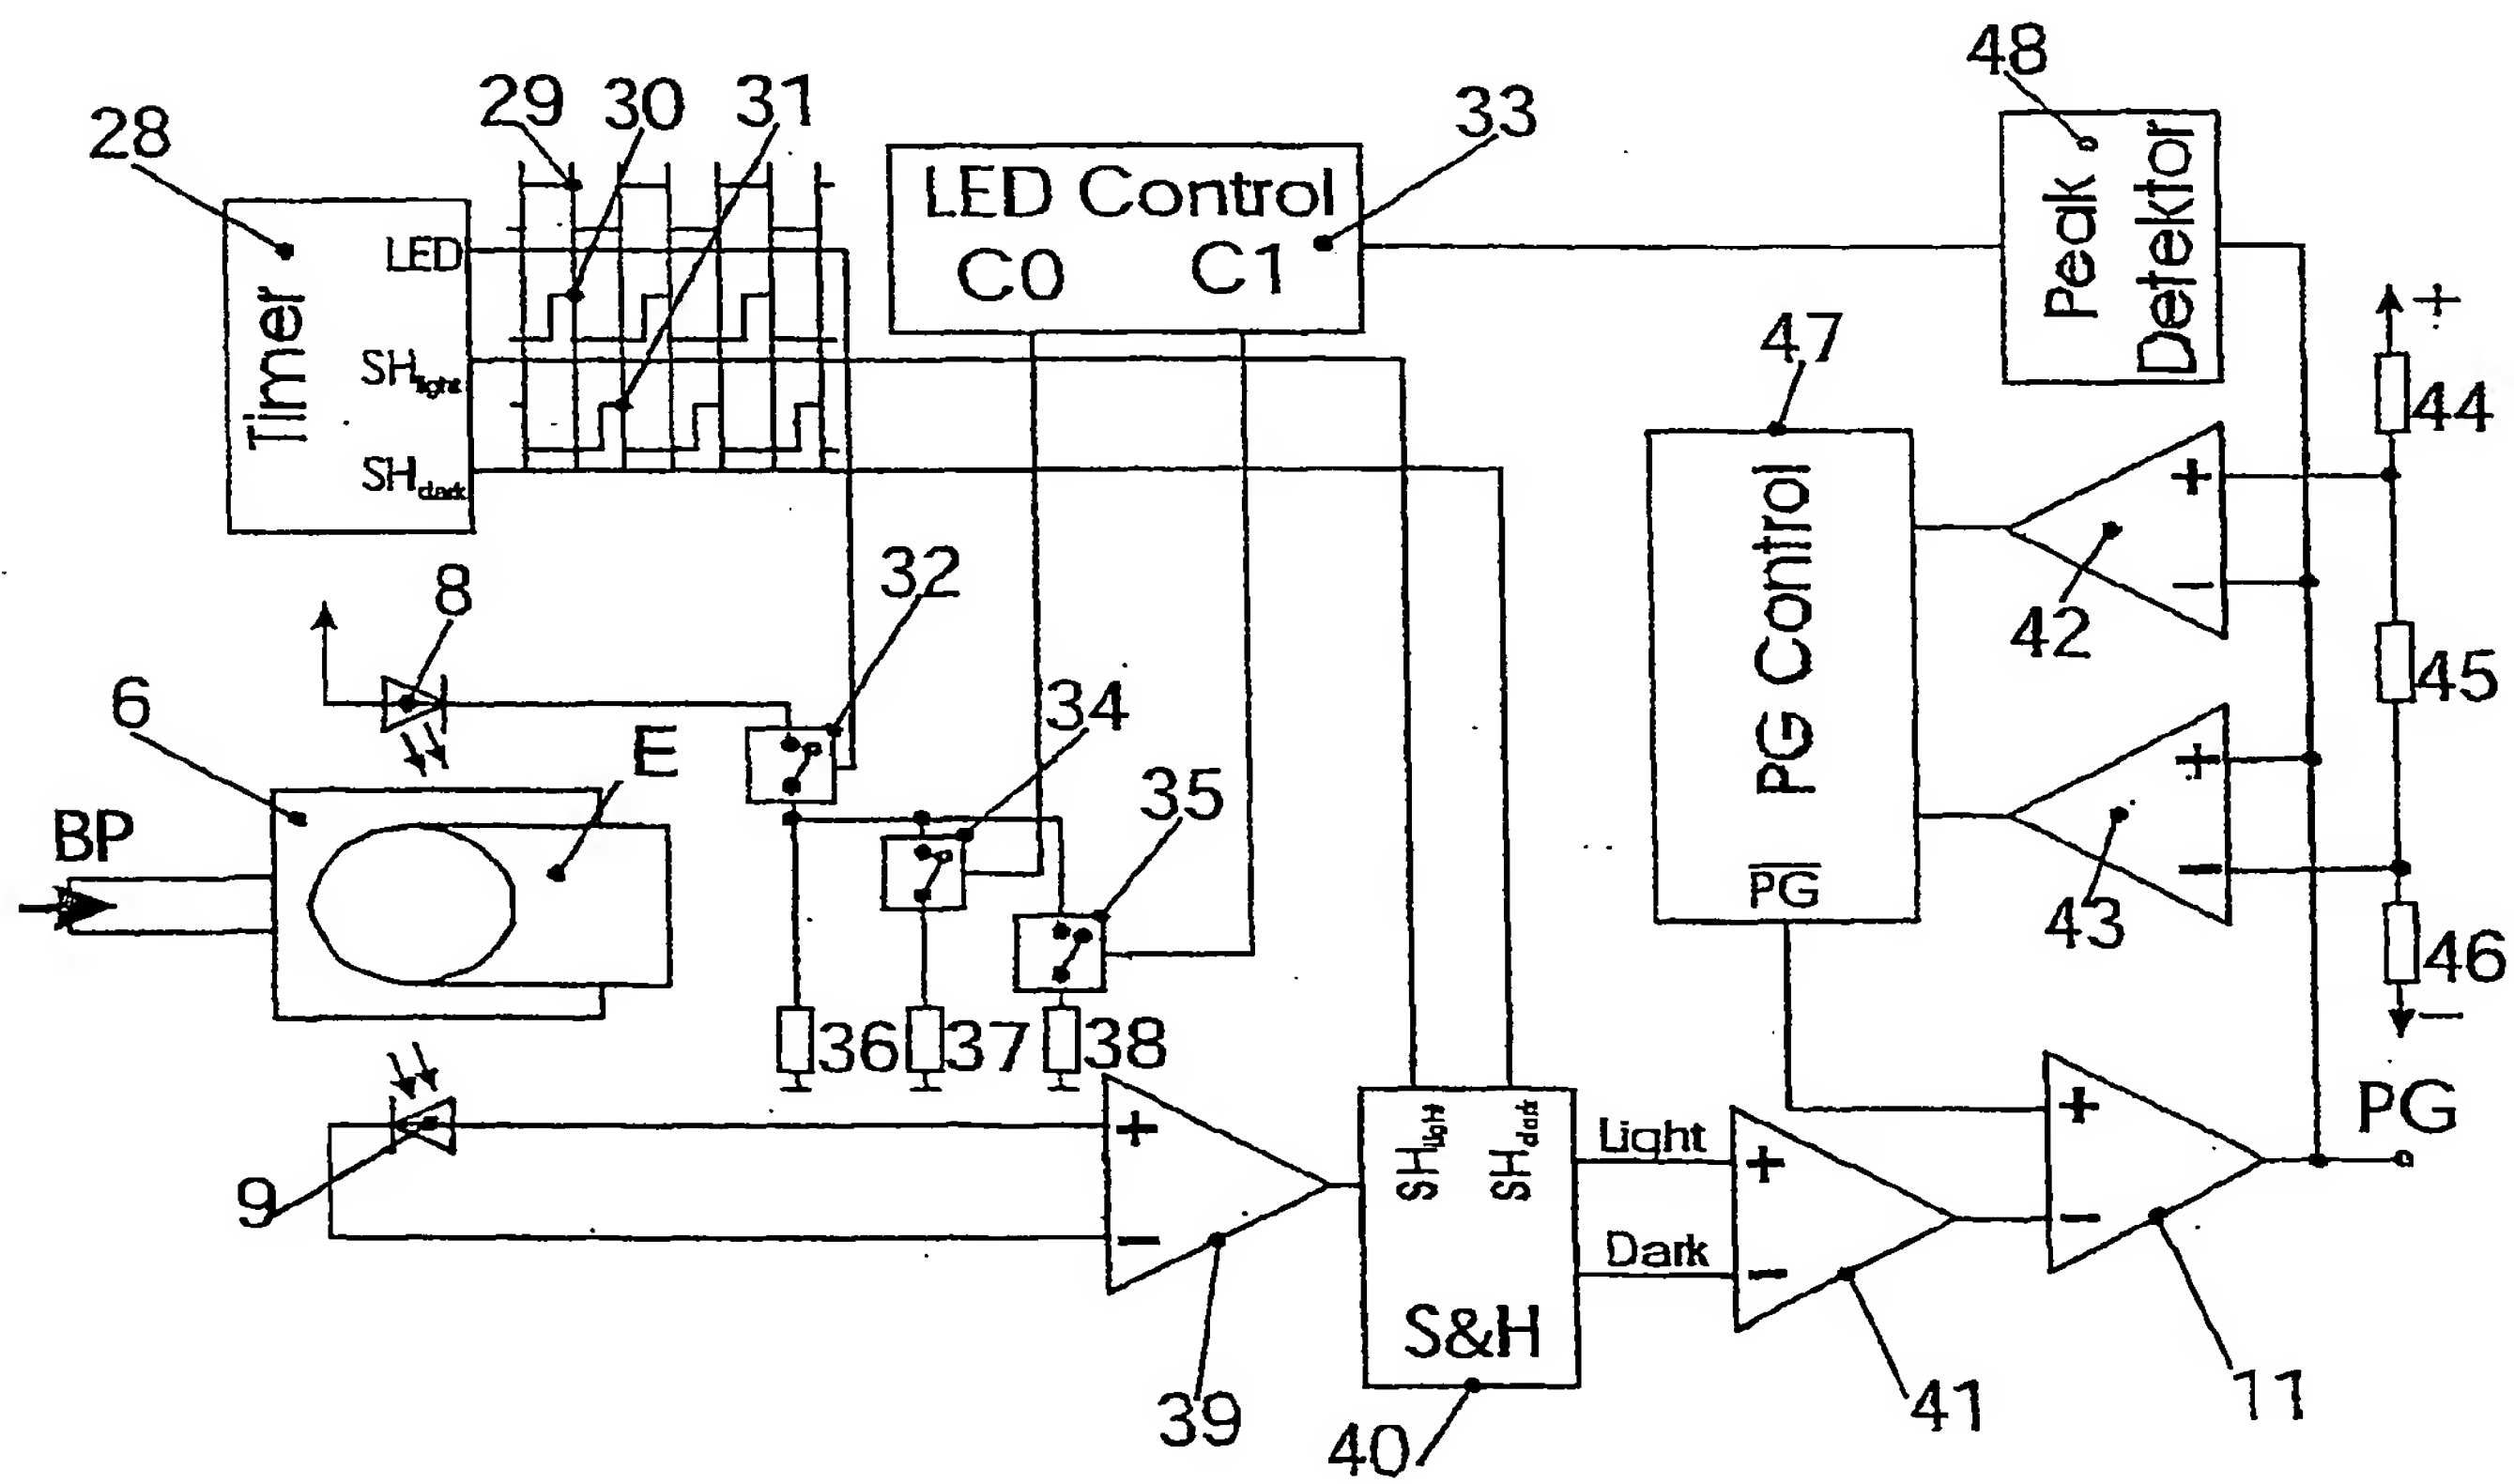 48
29 30 31
28
33
LED Control
C0 C1
Peak
Detektor
Timer
LED
SHlight
SHdark
+
47
44
PG Control
PG
+
−
42
45
+
−
43
46
−
8
32
6
E
34
35
BP
36 37 38
9
+
−
39
SHlight SHdark
S&H
40
Light
Dark
+
−
41
+
−
11
PG